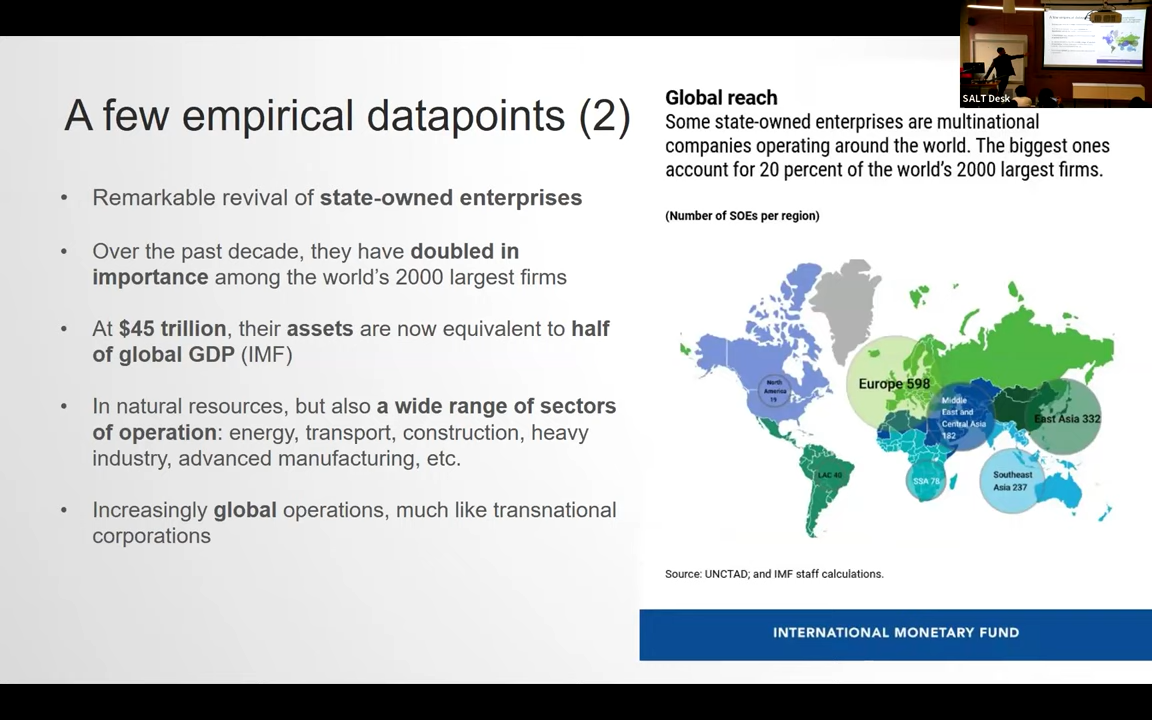 A few empirical datapoints (2)
• Remarkable revival of state-owned enterprises
• Over the past decade, they have doubled in
importance among the world's 2000 largest firms
• At $45 trillion, their assets are now equivalent to half
of global GDP (IMF)
• In natural resources, but also a wide range of sectors
of operation: energy, transport, construction, heavy
industry, advanced manufacturing, etc.
• Increasingly global operations, much like transnational
corporations
Global reach
Some state-owned enterprises are multinational
companies operating around the world. The biggest ones
account for 20 percent of the world's 2000 largest firms.
(Number of SOEs per region)
North
America
19
Europe 598
Middle
East and
Central Asia
182
East Asia 332
LAC 40
SSA 78
Southeast
Asia 237
Source: UNCTAD; and IMF staff calculations.
INTERNATIONAL MONETARY FUND
SALT Desk